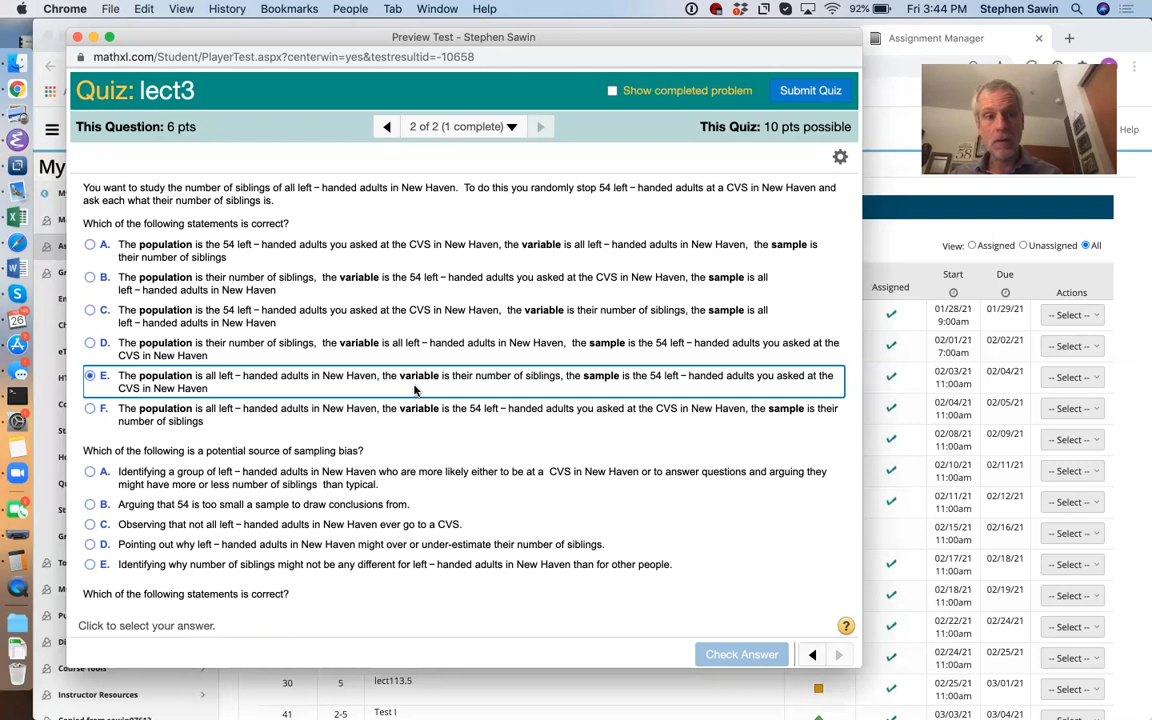 Chrome File Edit View History Bookmarks People Tab Window Help 92% Fri 3:44 PM Stephen Sawin
Preview Test - Stephen Sawin
Assignment Manager
mathxl.com/Student/PlayerTest.aspx?centerwin=yes&testresultid=-10658
Quiz: lect3
Show completed problem
Submit Quiz
This Question: 6 pts
2 of 2 (1 complete)
This Quiz: 10 pts possible
Help
My
You want to study the number of siblings of all left–handed adults in New Haven. To do this you randomly stop 54 left–handed adults at a CVS in New Haven and
ask each what their number of siblings is.
Which of the following statements is correct?
A. The population is the 54 left–handed adults you asked at the CVS in New Haven, the variable is all left–handed adults in New Haven, the sample is
their number of siblings
B. The population is their number of siblings, the variable is the 54 left–handed adults you asked at the CVS in New Haven, the sample is all
left–handed adults in New Haven
C. The population is the 54 left–handed adults you asked at the CVS in New Haven, the variable is their number of siblings, the sample is all
left–handed adults in New Haven
D. The population is their number of siblings, the variable is all left–handed adults in New Haven, the sample is the 54 left–handed adults you asked at the
CVS in New Haven
E. The population is all left–handed adults in New Haven, the variable is their number of siblings, the sample is the 54 left–handed adults you asked at the
CVS in New Haven
F. The population is all left–handed adults in New Haven, the variable is the 54 left–handed adults you asked at the CVS in New Haven, the sample is their
number of siblings
Which of the following is a potential source of sampling bias?
A. Identifying a group of left–handed adults in New Haven who are more likely either to be at a CVS in New Haven or to answer questions and arguing they
might have more or less number of siblings than typical.
B. Arguing that 54 is too small a sample to draw conclusions from.
C. Observing that not all left–handed adults in New Haven ever go to a CVS.
D. Pointing out why left–handed adults in New Haven might over or under-estimate their number of siblings.
E. Identifying why number of siblings might not be any different for left–handed adults in New Haven than for other people.
Which of the following statements is correct?
Click to select your answer.
?
Check Answer
Course Tools
Instructor Resources
30 5 lect113.5
41 2-5 Test I
View: Assigned Unassigned All
Assigned Start Due Actions
01/28/21 01/29/21 -- Select --
9:00am
02/01/21 02/02/21 -- Select --
7:00am
02/03/21 02/04/21 -- Select --
11:00am
02/04/21 02/05/21 -- Select --
11:00am
02/08/21 02/09/21 -- Select --
11:00am
02/10/21 02/11/21 -- Select --
11:00am
02/11/21 02/12/21 -- Select --
11:00am
02/15/21 02/16/21 -- Select --
11:00am
02/17/21 02/18/21 -- Select --
11:00am
02/18/21 02/19/21 -- Select --
11:00am
02/22/21 02/24/21 -- Select --
11:00am
02/24/21 02/25/21 -- Select --
11:00am
02/25/21 03/01/21 -- Select --
11:00am
03/03/21 03/04/21 -- Select --